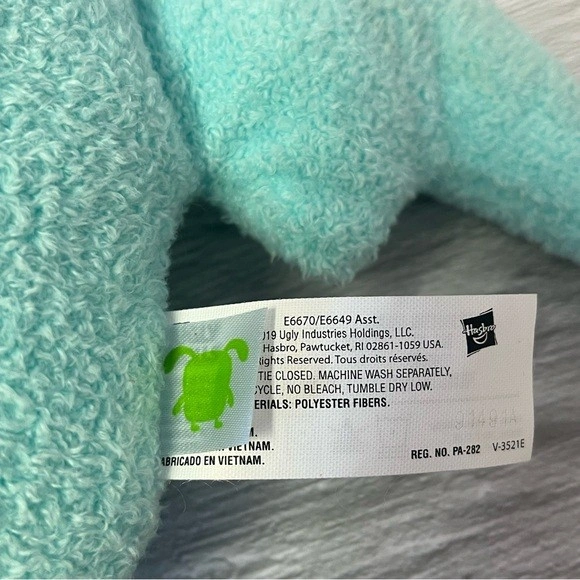 E6670/E6649 Asst.
019 Ugly Industries Holdings, LLC.
Hasbro, Pawtucket, RI 02861-1059 USA.
Rights Reserved. Tous droits réservés.
TIE CLOSED. MACHINE WASH SEPARATELY,
CYCLE, NO BLEACH, TUMBLE DRY LOW.
ERIALS: POLYESTER FIBERS.
M.
VIETNAM.
FABRICADO EN VIETNAM.
Hasbro
REG. NO. PA-282 V-3521E